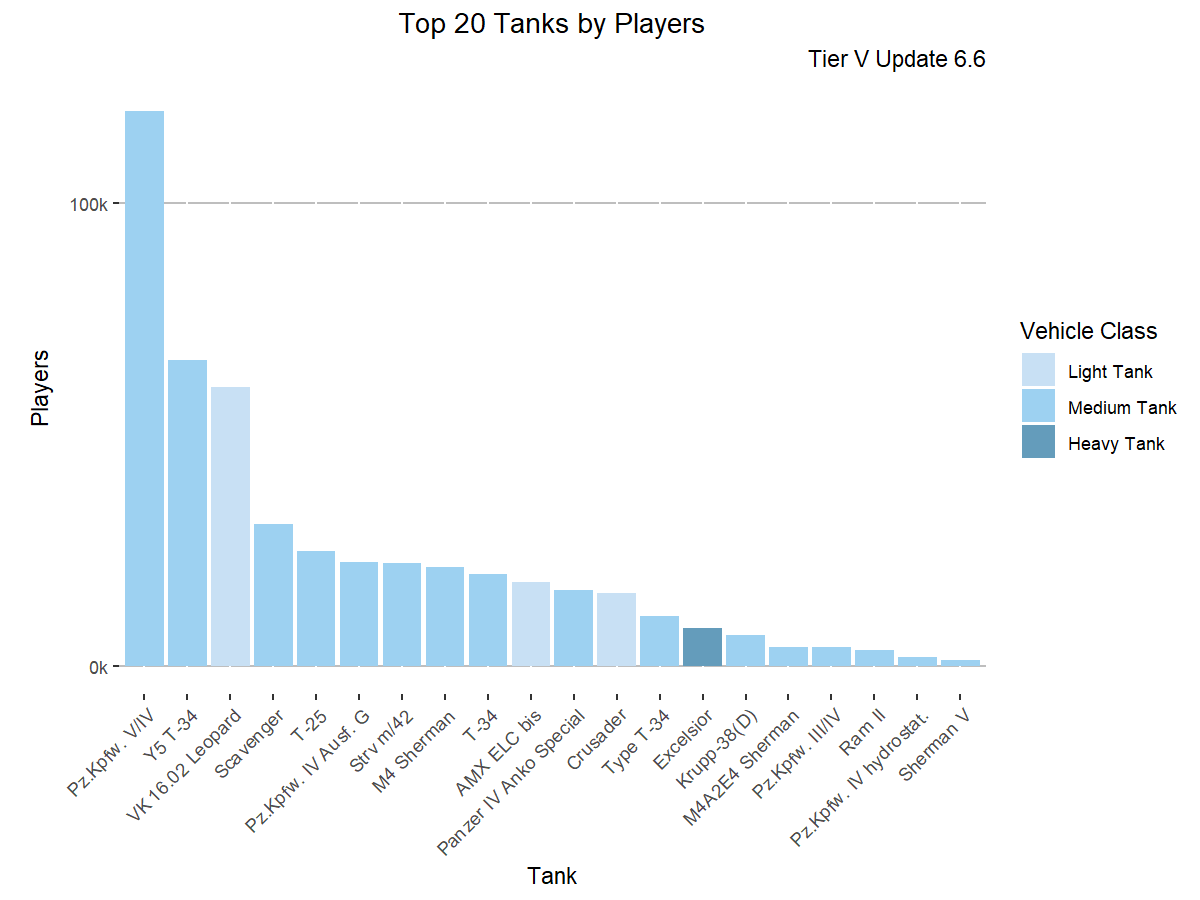 Top 20 Tanks by Players
Tier V Update 6.6
100k
0k
Players
Pz.Kpfw. V/IV
Y5 T-34
VK 16.02 Leopard
Scavenger
T-25
Pz.Kpfw. IV Ausf. G
Strv m/42
M4 Sherman
T-34
AMX ELC bis
Panzer IV Anko Special
Crusader
Type T-34
Excelsior
Krupp-38(D)
M4A2E4 Sherman
Pz.Kpfw. III/IV
Ram II
Pz.Kpfw. IV hydrostat.
Sherman V
Tank
Vehicle Class
Light Tank
Medium Tank
Heavy Tank